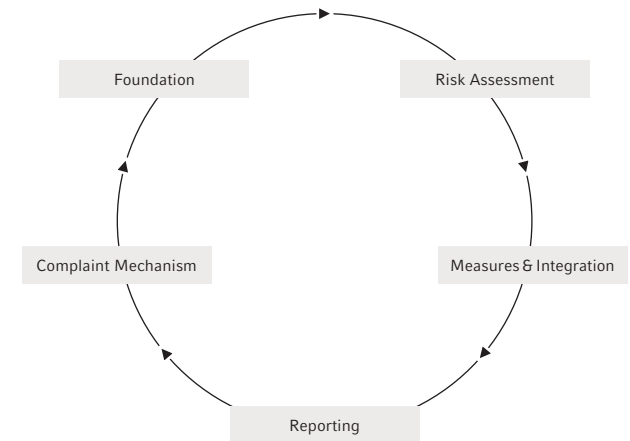 Foundation
Risk Assessment
Complaint Mechanism
Measures & Integration
Reporting